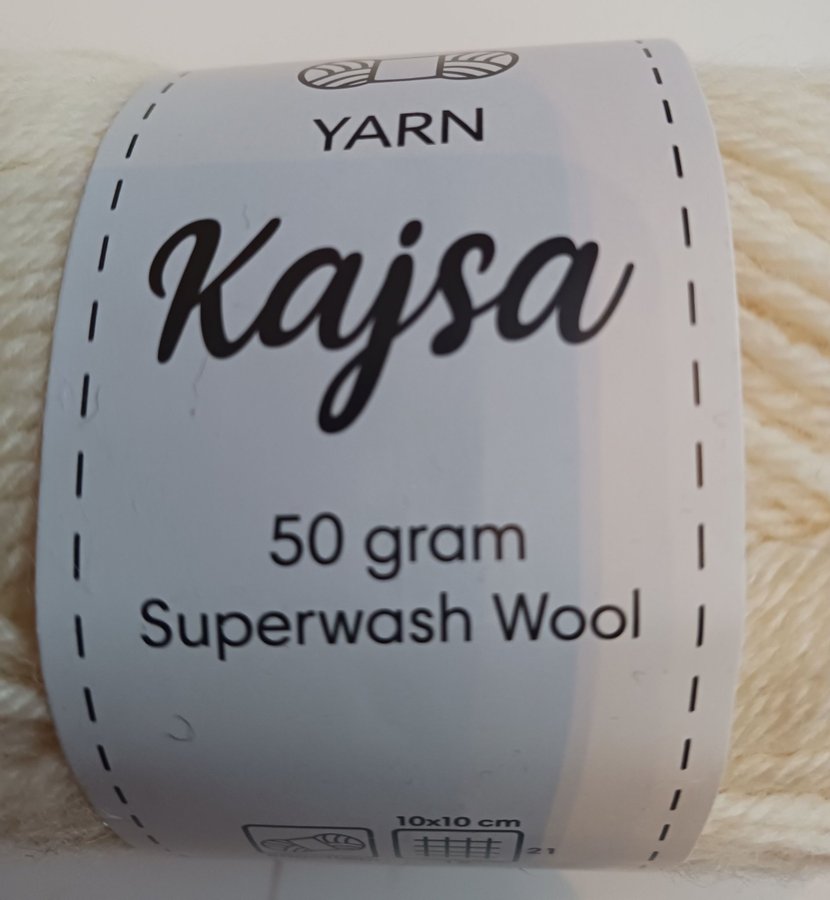 YARN
Kajsa
50 gram
Superwash Wool
10x10 cm
21